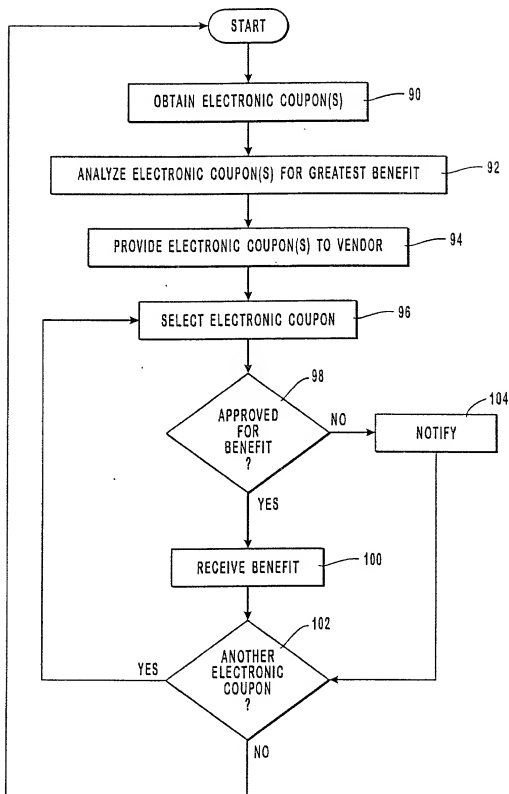 START
OBTAIN ELECTRONIC COUPON(S)
90
ANALYZE ELECTRONIC COUPON(S) FOR GREATEST BENEFIT
92
PROVIDE ELECTRONIC COUPON(S) TO VENDOR
94
SELECT ELECTRONIC COUPON
96
98
APPROVED
FOR
BENEFIT
?
NO
104
NOTIFY
YES
RECEIVE BENEFIT
100
102
ANOTHER
ELECTRONIC
COUPON
?
YES
NO